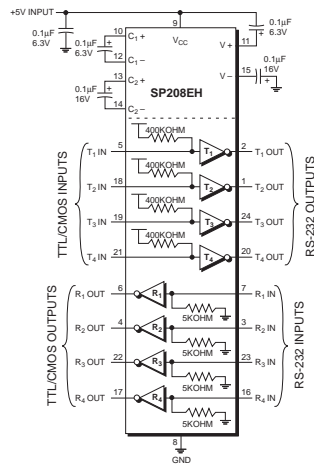 +5V INPUT
0.1µF
6.3V
0.1µF
6.3V
10
C1 +
12
C1 –
0.1µF
16V
13
C2 +
14
C2 –
9
VCC
V +
11
0.1µF
6.3V
V –
15
0.1µF
16V
SP208EH
TTL/CMOS INPUTS
T1 IN
5
400KOHM
T1
2
T1 OUT
T2 IN
18
400KOHM
T2
1
T2 OUT
T3 IN
19
400KOHM
T3
24
T3 OUT
T4 IN
21
400KOHM
T4
20
T4 OUT
RS-232 OUTPUTS
TTL/CMOS OUTPUTS
R1 OUT
6
R1
7
R1 IN
5KOHM
R2 OUT
4
R2
3
R2 IN
5KOHM
R3 OUT
22
R3
23
R3 IN
5KOHM
R4 OUT
17
R4
16
R4 IN
5KOHM
RS-232 INPUTS
8
GND